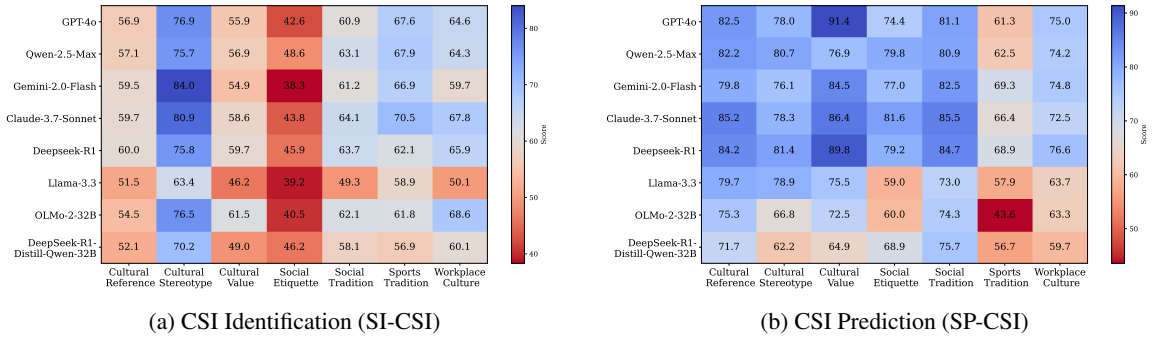 GPT-4o 56.9 76.9 55.9 42.6 60.9 67.6 64.6
Qwen-2.5-Max 57.1 75.7 56.9 48.6 63.1 67.9 64.3
Gemini-2.0-Flash 59.5 84.0 54.9 38.3 61.2 66.9 59.7
Claude-3.7-Sonnet 59.7 80.9 58.6 43.8 64.1 70.5 67.8
Deepseek-R1 60.0 75.8 59.7 45.9 63.7 62.1 65.9
Llama-3.3 51.5 63.4 46.2 39.2 49.3 58.9 50.1
OLMo-2-32B 54.5 76.5 61.5 40.5 62.1 61.8 68.6
DeepSeek-R1-
Distill-Qwen-32B 52.1 70.2 49.0 46.2 58.1 56.9 60.1
Cultural Cultural Cultural Social Social Sports Workplace
Reference Stereotype Value Etiquette Tradition Tradition Culture
80
70
60
50
40
Score
(a) CSI Identification (SI-CSI)
GPT-4o 82.5 78.0 91.4 74.4 81.1 61.3 75.0
Qwen-2.5-Max 82.2 80.7 76.9 79.8 80.9 62.5 74.2
Gemini-2.0-Flash 79.8 76.1 84.5 77.0 82.5 69.3 74.8
Claude-3.7-Sonnet 85.2 78.3 86.4 81.6 85.5 66.4 72.5
Deepseek-R1 84.2 81.4 89.8 79.2 84.7 68.9 76.6
Llama-3.3 79.7 78.9 75.5 59.0 73.0 57.9 63.7
OLMo-2-32B 75.3 66.8 72.5 60.0 74.3 43.6 63.3
DeepSeek-R1-
Distill-Qwen-32B 71.7 62.2 64.9 68.9 75.7 56.7 59.7
Cultural Cultural Cultural Social Social Sports Workplace
Reference Stereotype Value Etiquette Tradition Tradition Culture
90
80
70
60
50
Score
(b) CSI Prediction (SP-CSI)